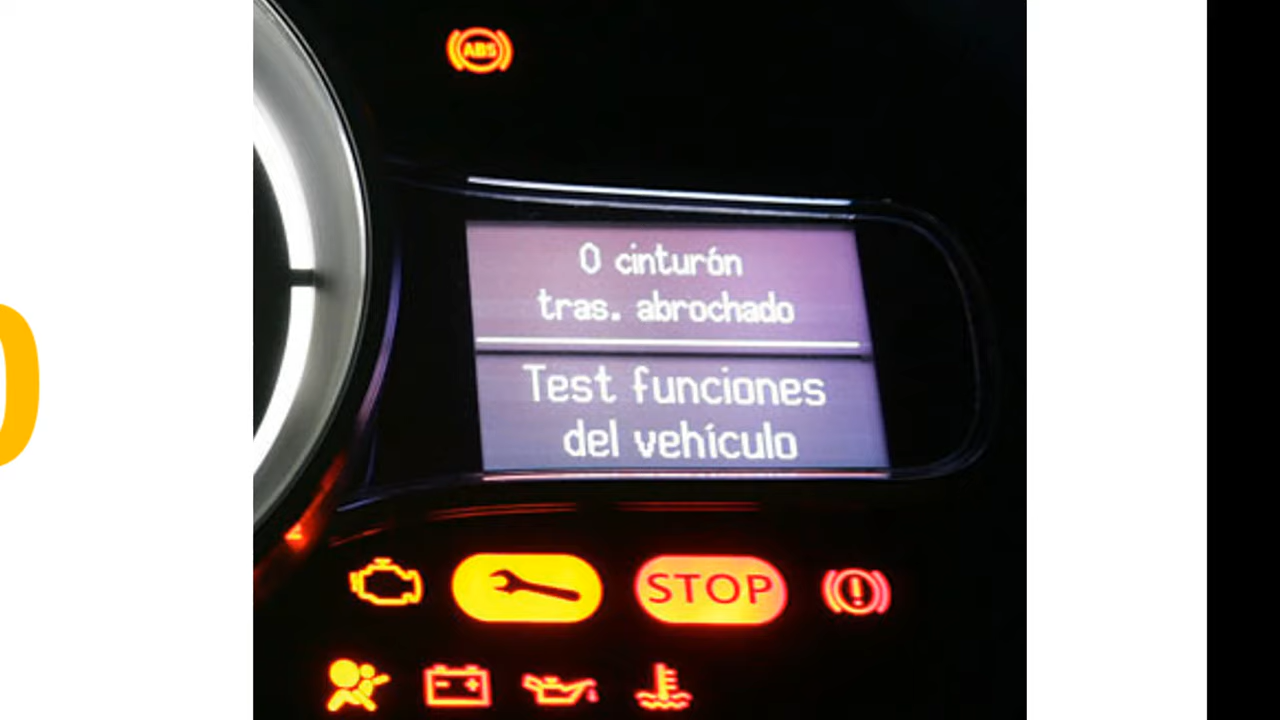 ABS
0 cinturón
tras. abrochado
Test funciones
del vehículo
STOP